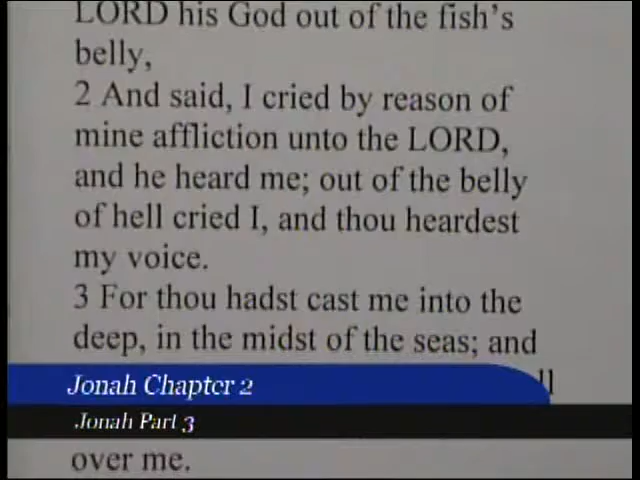 LORD his God out of the fish's
belly,
2 And said, I cried by reason of
mine affliction unto the LORD,
and he heard me; out of the belly
of hell cried I, and thou heardest
my voice.
3 For thou hadst cast me into the
deep, in the midst of the seas; and
Jonah Chapter 2
Jonah Part 3
over me.